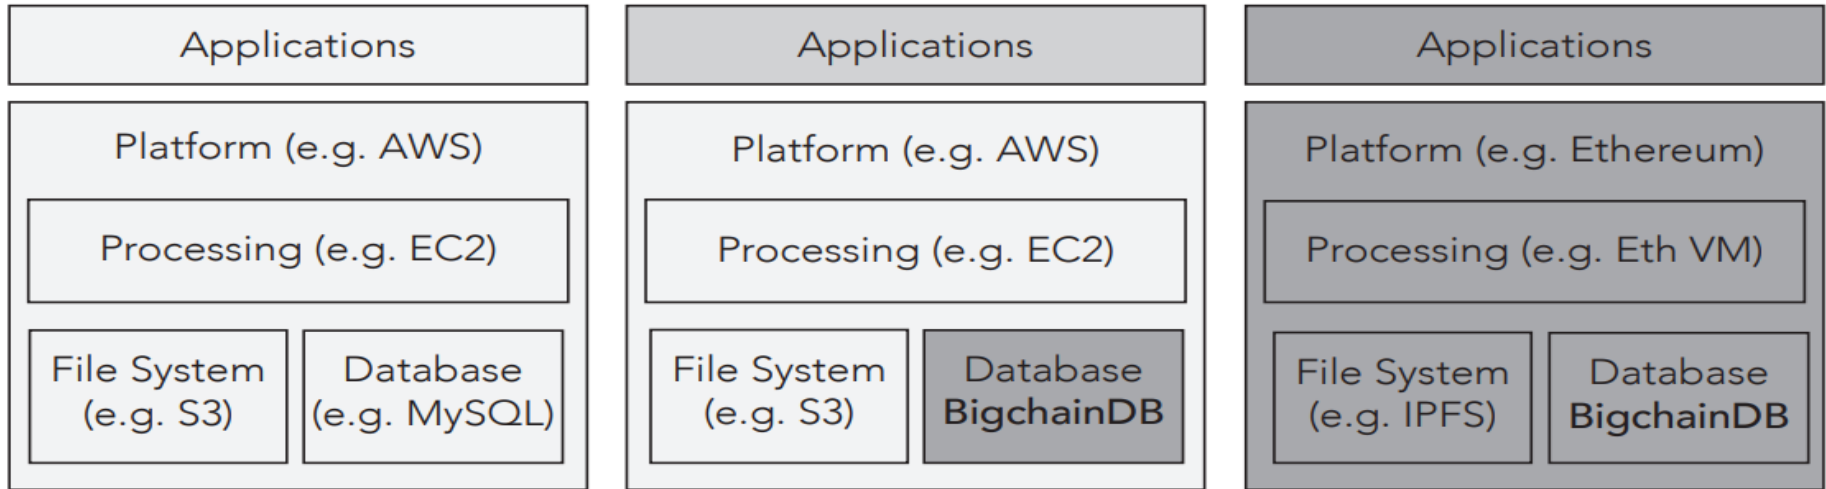 Applications
Platform (e.g. AWS)
Processing (e.g. EC2)
File System
(e.g. S3)
Database
(e.g. MySQL)
Applications
Platform (e.g. AWS)
Processing (e.g. EC2)
File System
(e.g. S3)
Database
BigchainDB
Applications
Platform (e.g. Ethereum)
Processing (e.g. Eth VM)
File System
(e.g. IPFS)
Database
BigchainDB